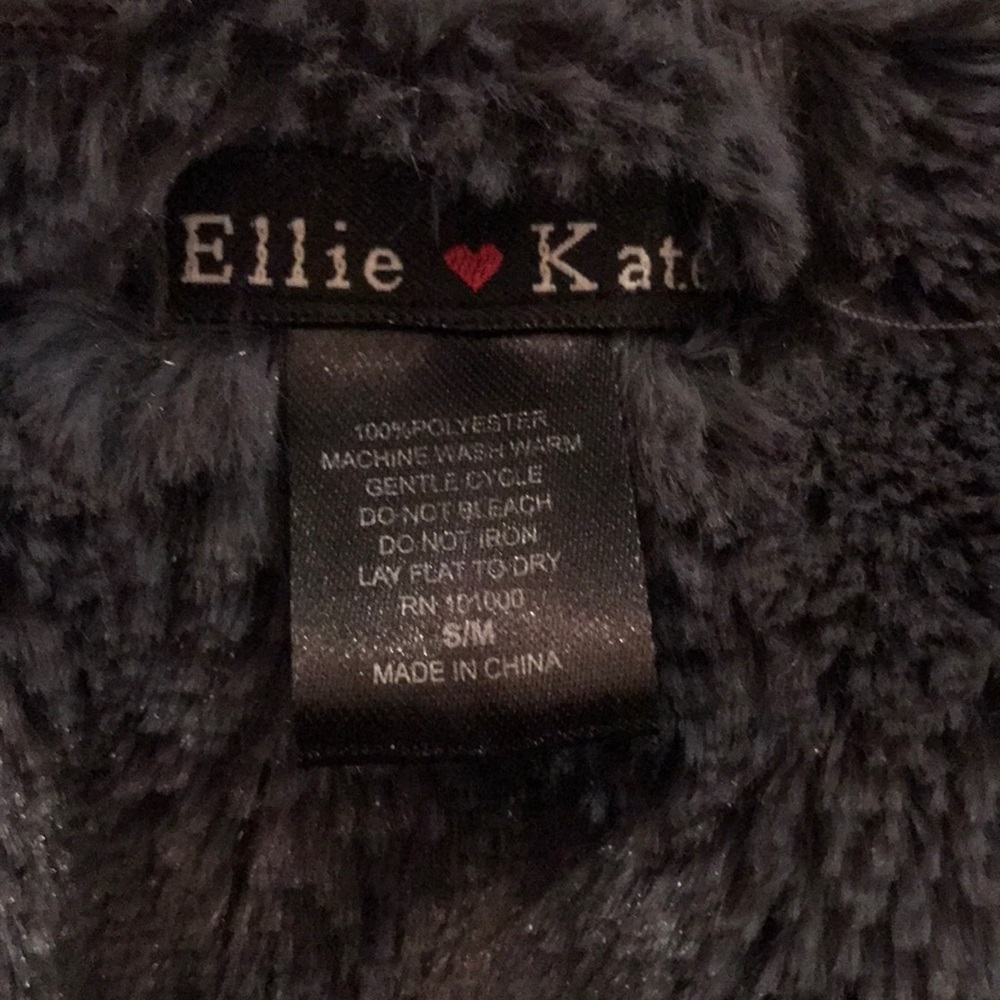 Ellie ♥ Kate
100%POLYESTER
MACHINE WASH WARM
GENTLE CYCLE
DO NOT BLEACH
DO NOT IRON
LAY FLAT TO DRY
RN 101000
S/M
MADE IN CHINA